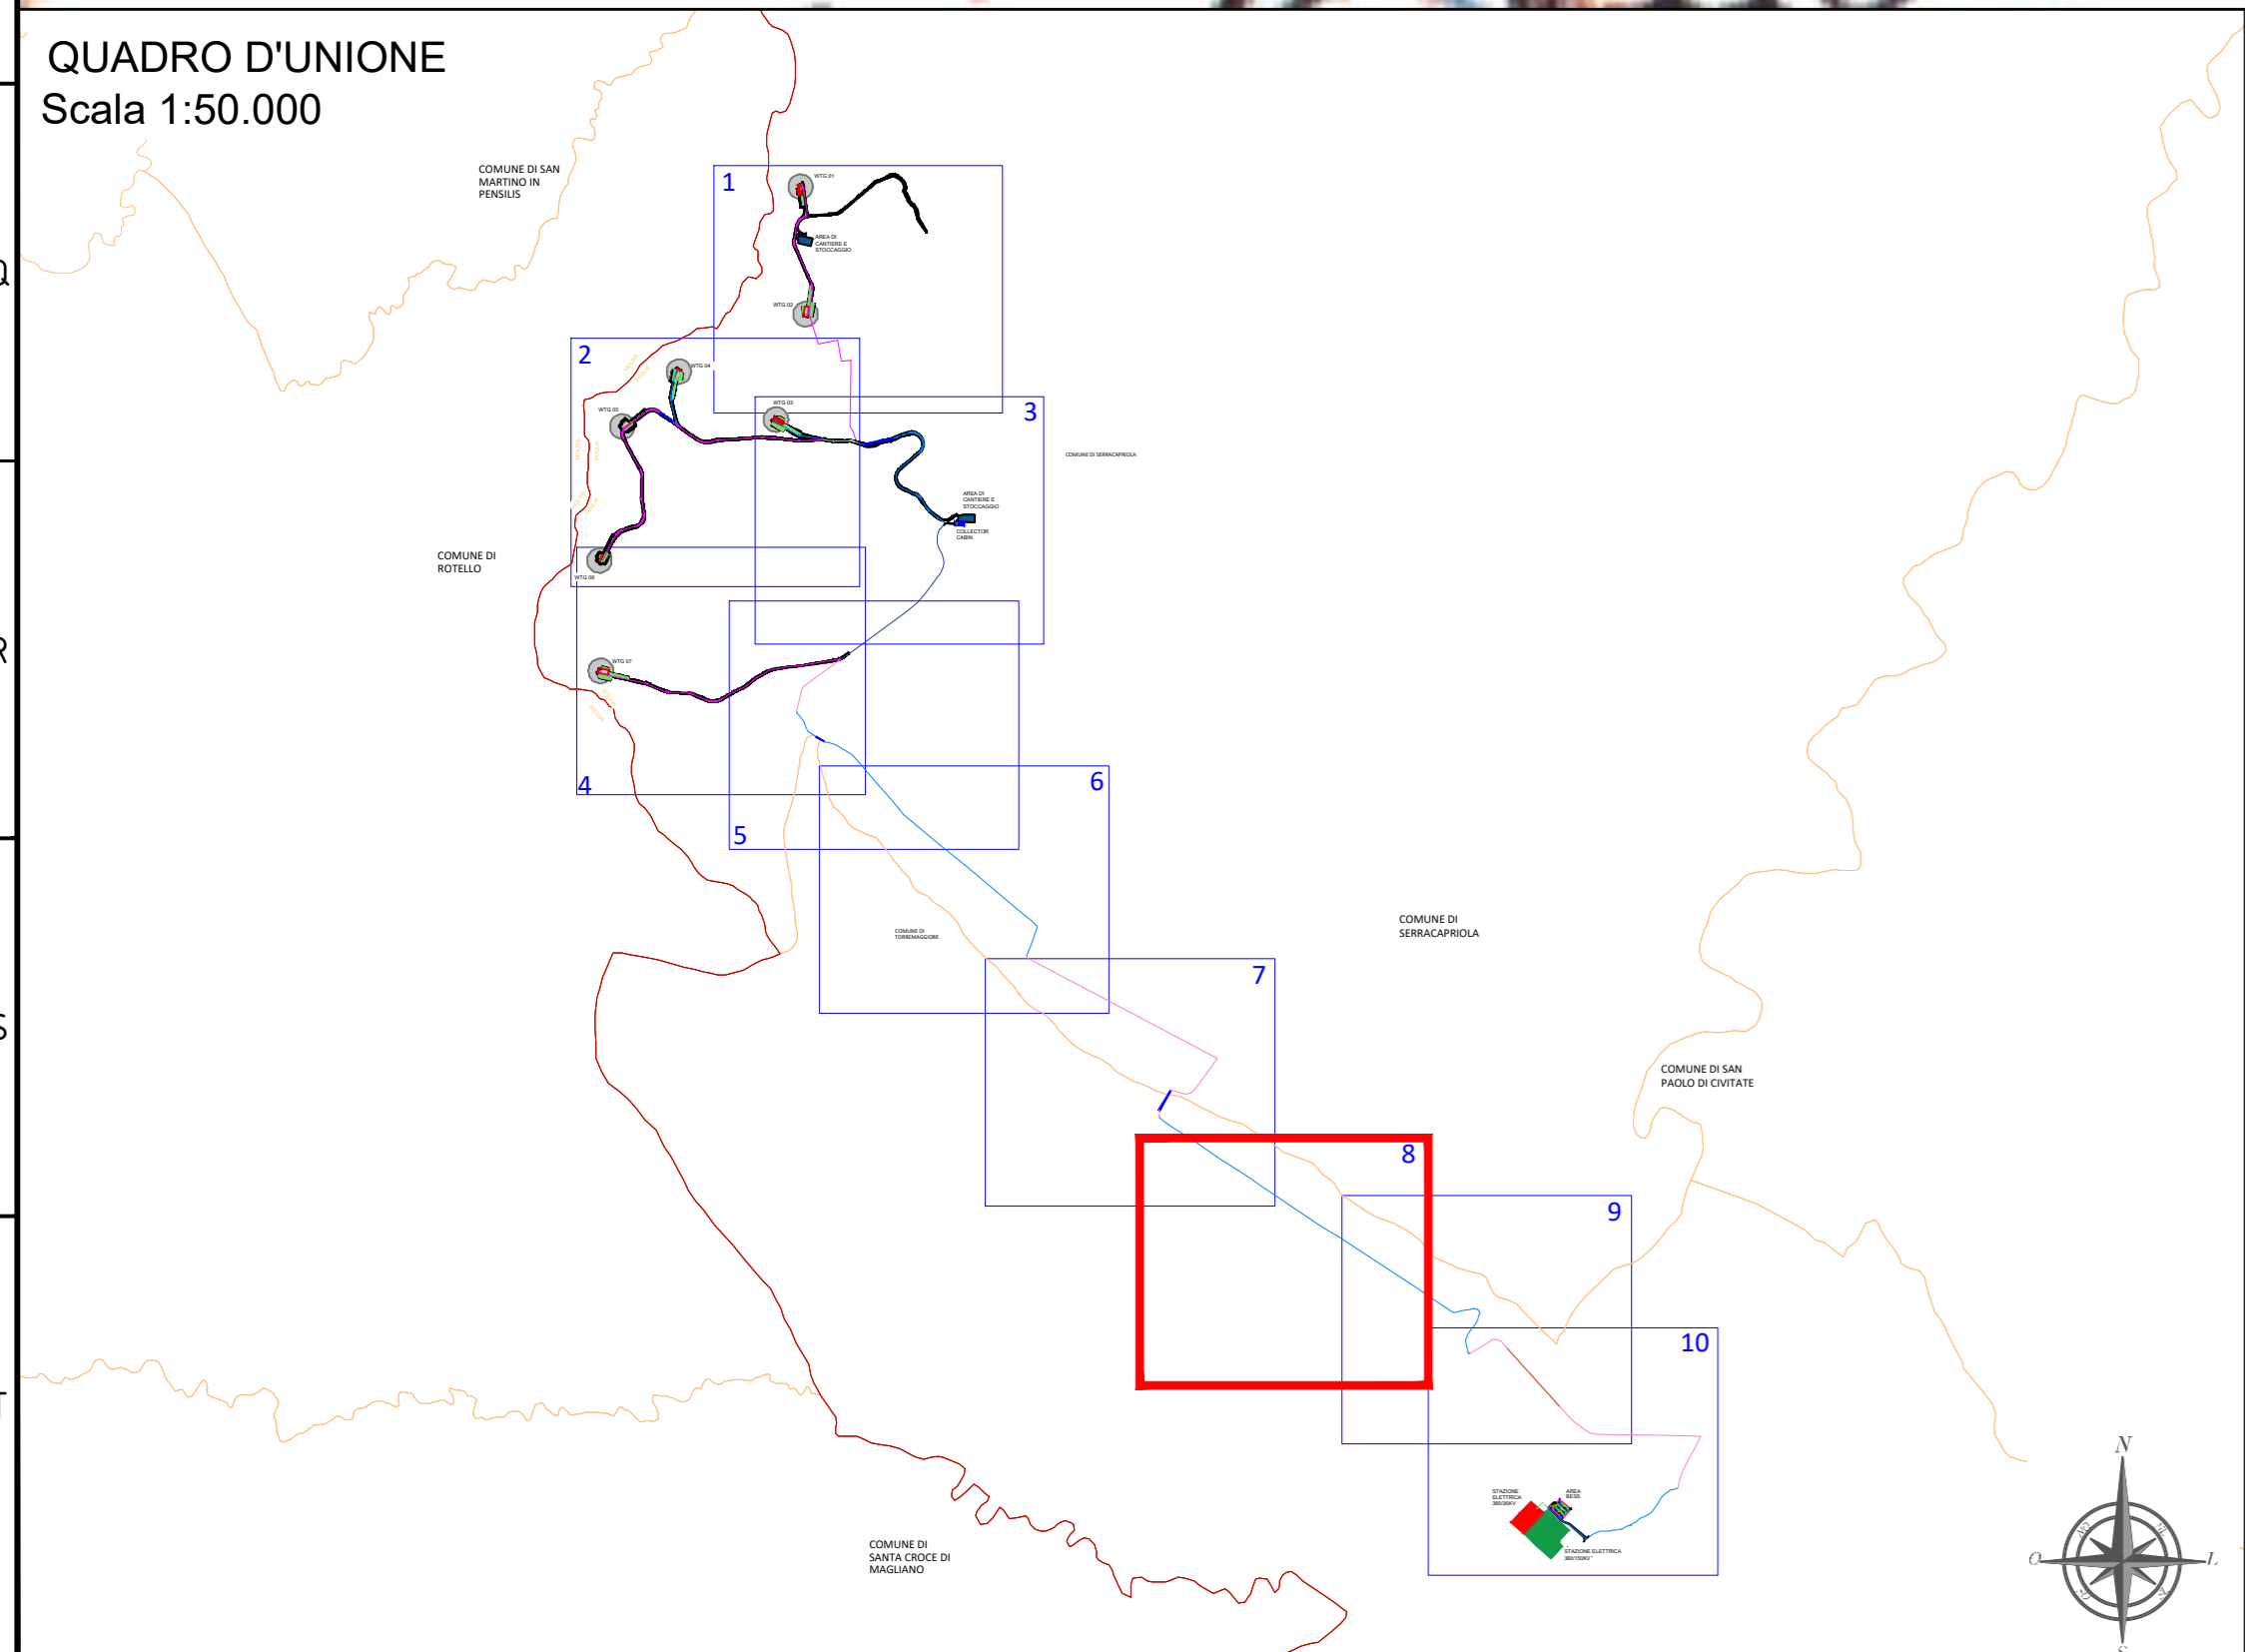 QUADRO D'UNIONE
Scala 1:50.000
COMUNE DI SAN
MARTINO IN
PENSILIS
1
WTG 01
AREA DI
CANTIERE E
STOCCAGGIO
WTG 02
Q
2
WTG 04
WTG 05
WTG 03
3
COMUNE DI SERRACAPRIOLA
AREA DI
CANTIERE E
STOCCAGGIO
COLLECTOR
CABIN
COMUNE DI
ROTELLO
WTG 06
R
WTG 07
4
5
6
COMUNE DI
TORREMAGGIORE
COMUNE DI
SERRACAPRIOLA
7
S
COMUNE DI SAN
PAOLO DI CIVITATE
8
9
10
T
STAZIONE
ELETTRICA
380/36KV
AREA
BESS
STAZIONE ELETTRICA
380/150KV"
COMUNE DI
SANTA CROCE DI
MAGLIANO
N
O
L
S